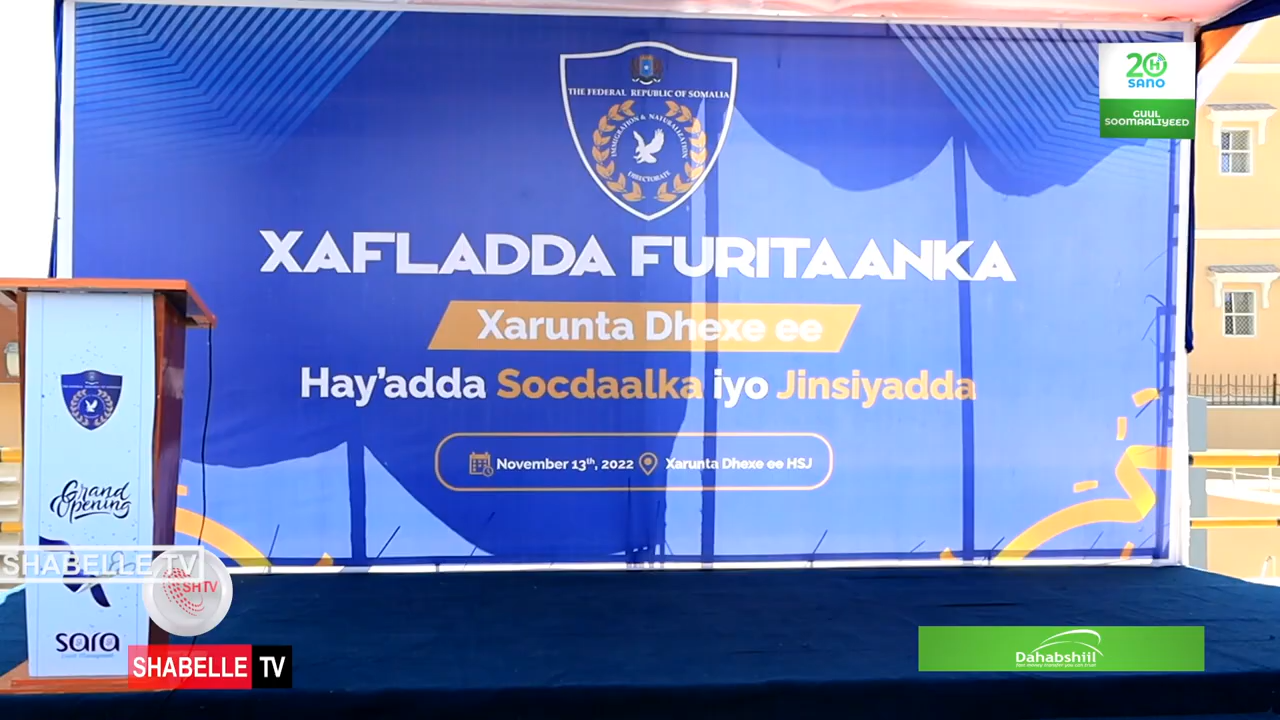 THE FEDERAL REPUBLIC OF SOMALIA
IMMIGRATION & NATURALIZATION
DIRECTORATE
XAFLADDA FURITAANKA
Xarunta Dhexe ee
Hay'adda Socdaalka iyo Jinsiyadda
November 13th, 2022 Xarunta Dhexe ee HSJ
20
SANO
GUUL
SOOMAALIYEED
Grand
Opening
sara
SHABELLE TV
SHTV
SHABELLE TV
Dahabshiil